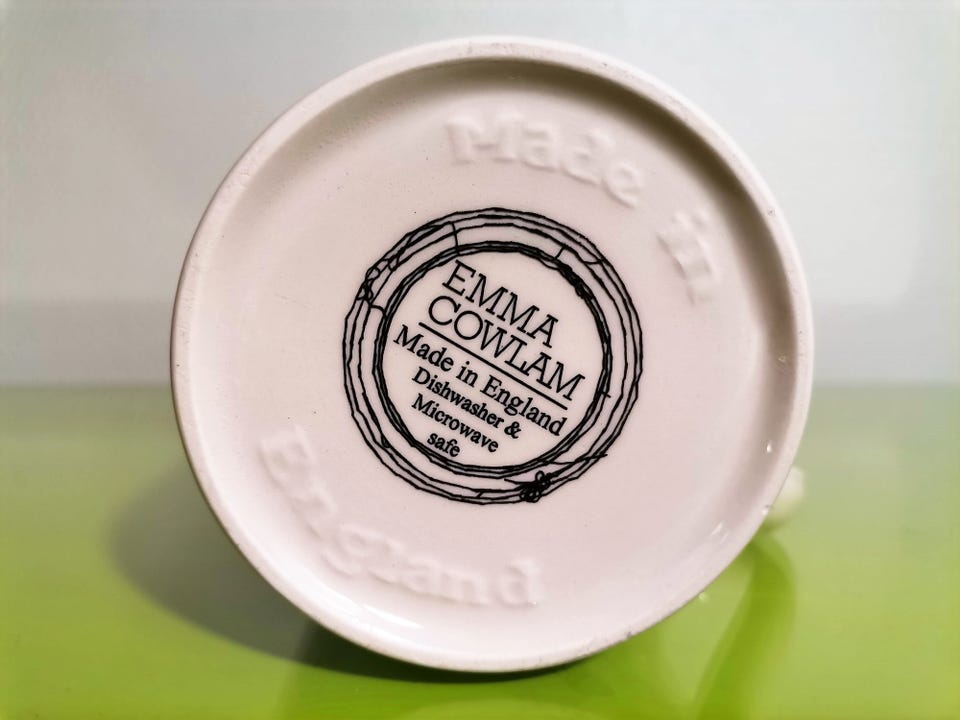 Made in
EMMA
COWLAM
Made in England
Dishwasher &
Microwave
safe
England